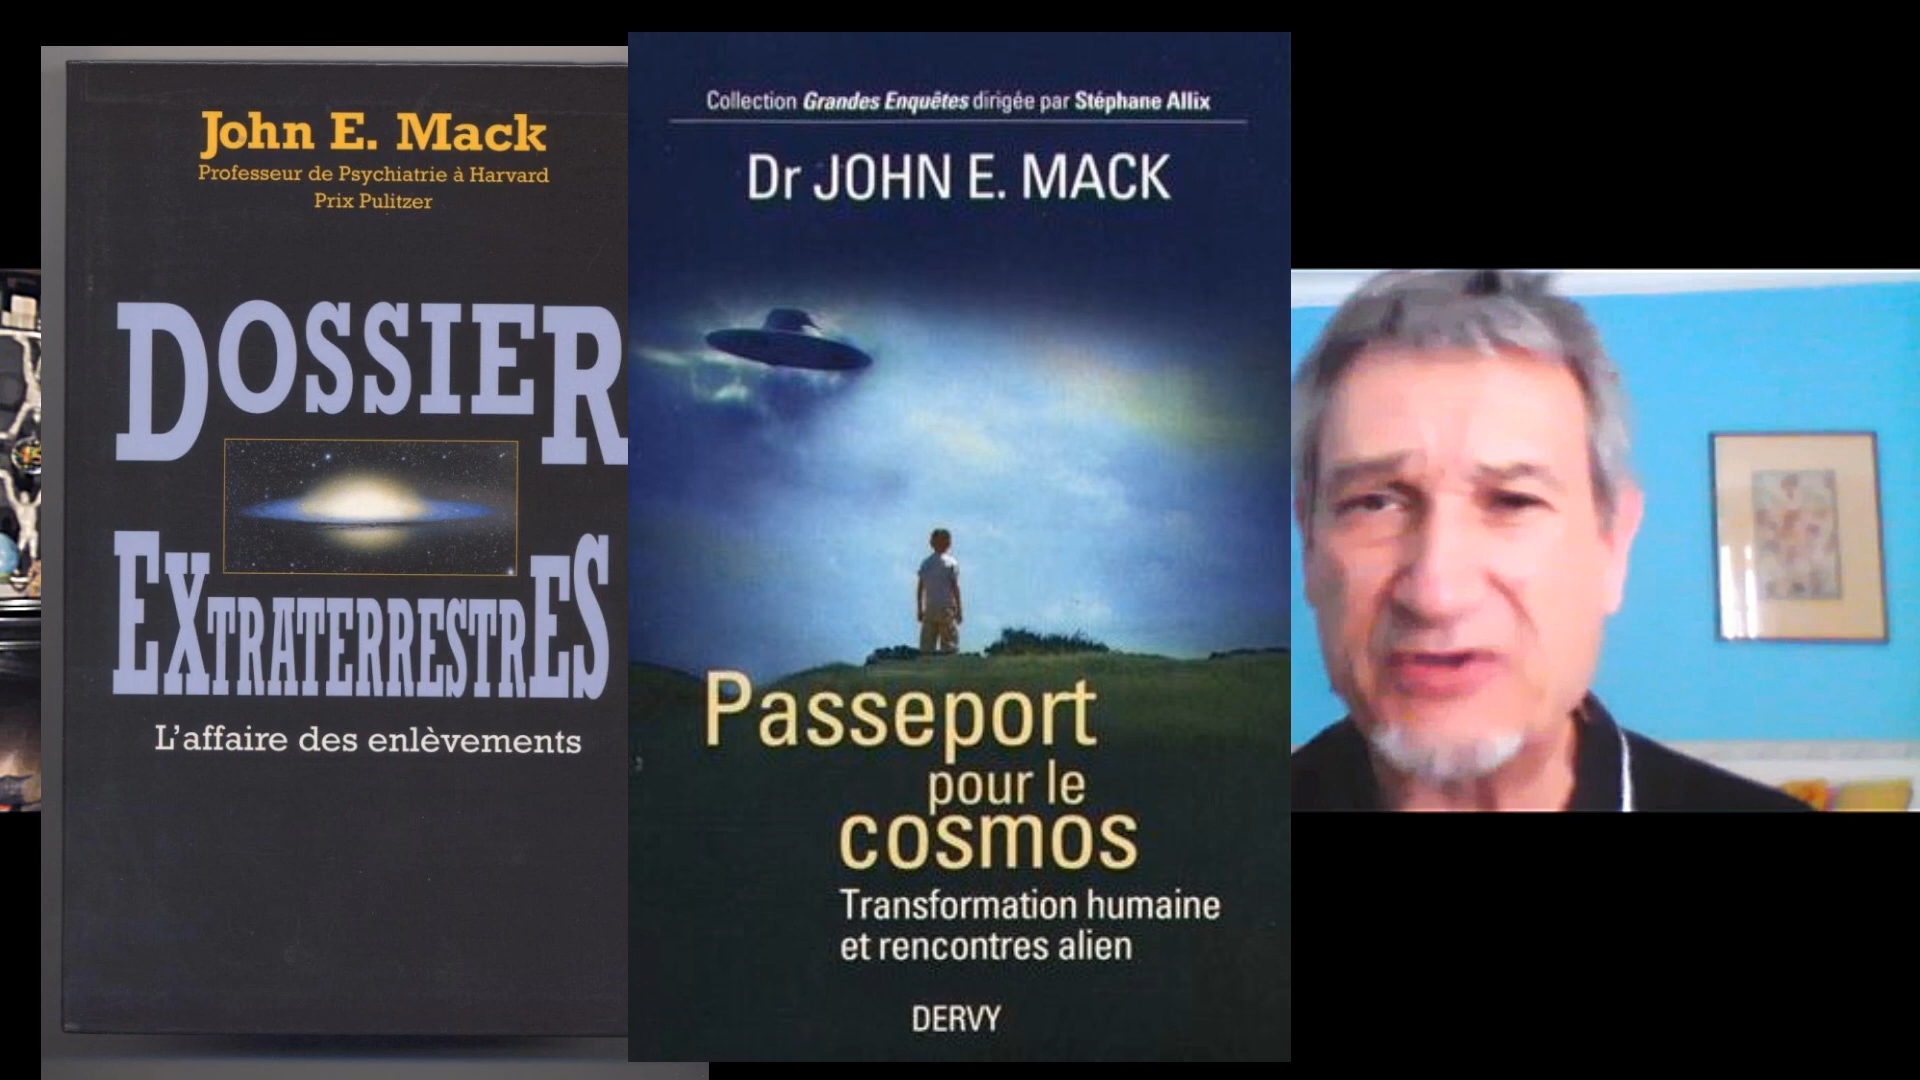 John E. Mack
Professeur de Psychiatrie à Harvard
Prix Pulitzer
DOSSIER
EXTRATERRESTRES
L'affaire des enlèvements
Collection Grandes Enquêtes dirigée par Stéphane Allix
Dr JOHN E. MACK
Passeport
pour le
cosmos
Transformation humaine
et rencontres alien
DERVY